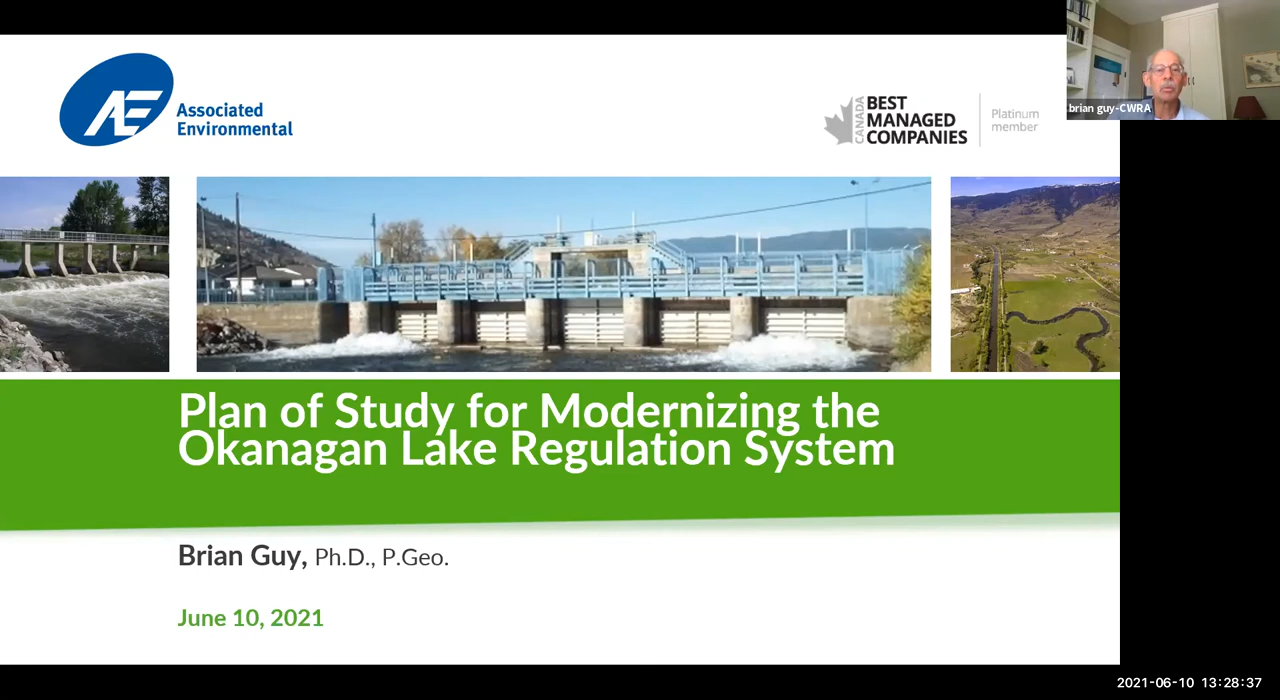 AE
Associated
Environmental
CANADA
BEST
MANAGED
COMPANIES
Platinum
member
brian guy-CWRA
Plan of Study for Modernizing the
Okanagan Lake Regulation System
Brian Guy, Ph.D., P.Geo.
June 10, 2021
2021-06-10 13:28:37